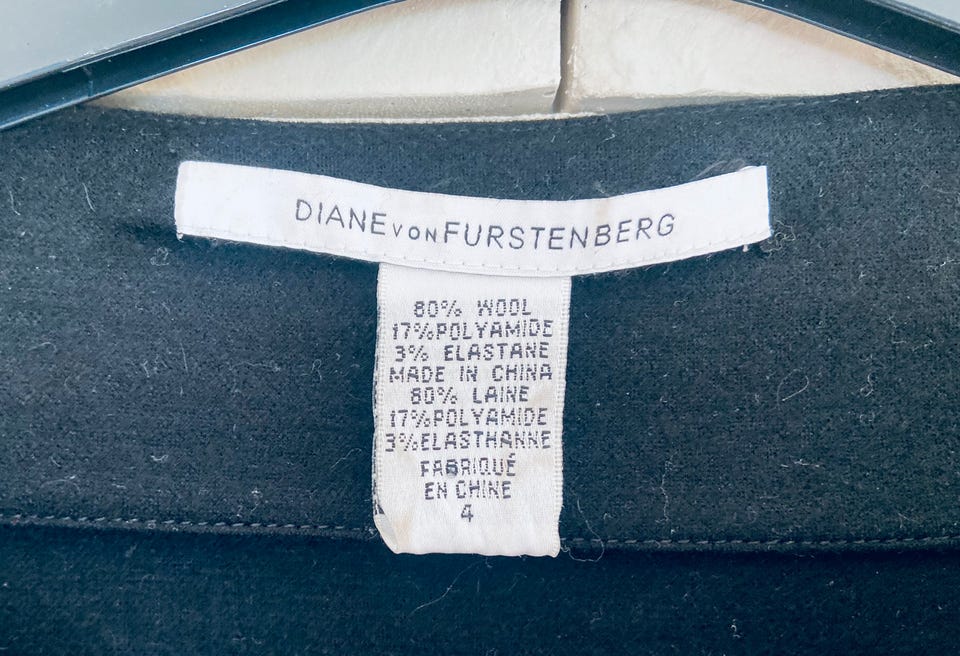 DIANE VON FURSTENBERG
80% WOOL
17%POLYAMIDE
3% ELASTANE
MADE IN CHINA
80% LAINE
17%POLYAMIDE
3%ELASTHANNE
FABRIQUÉ
EN CHINE
4